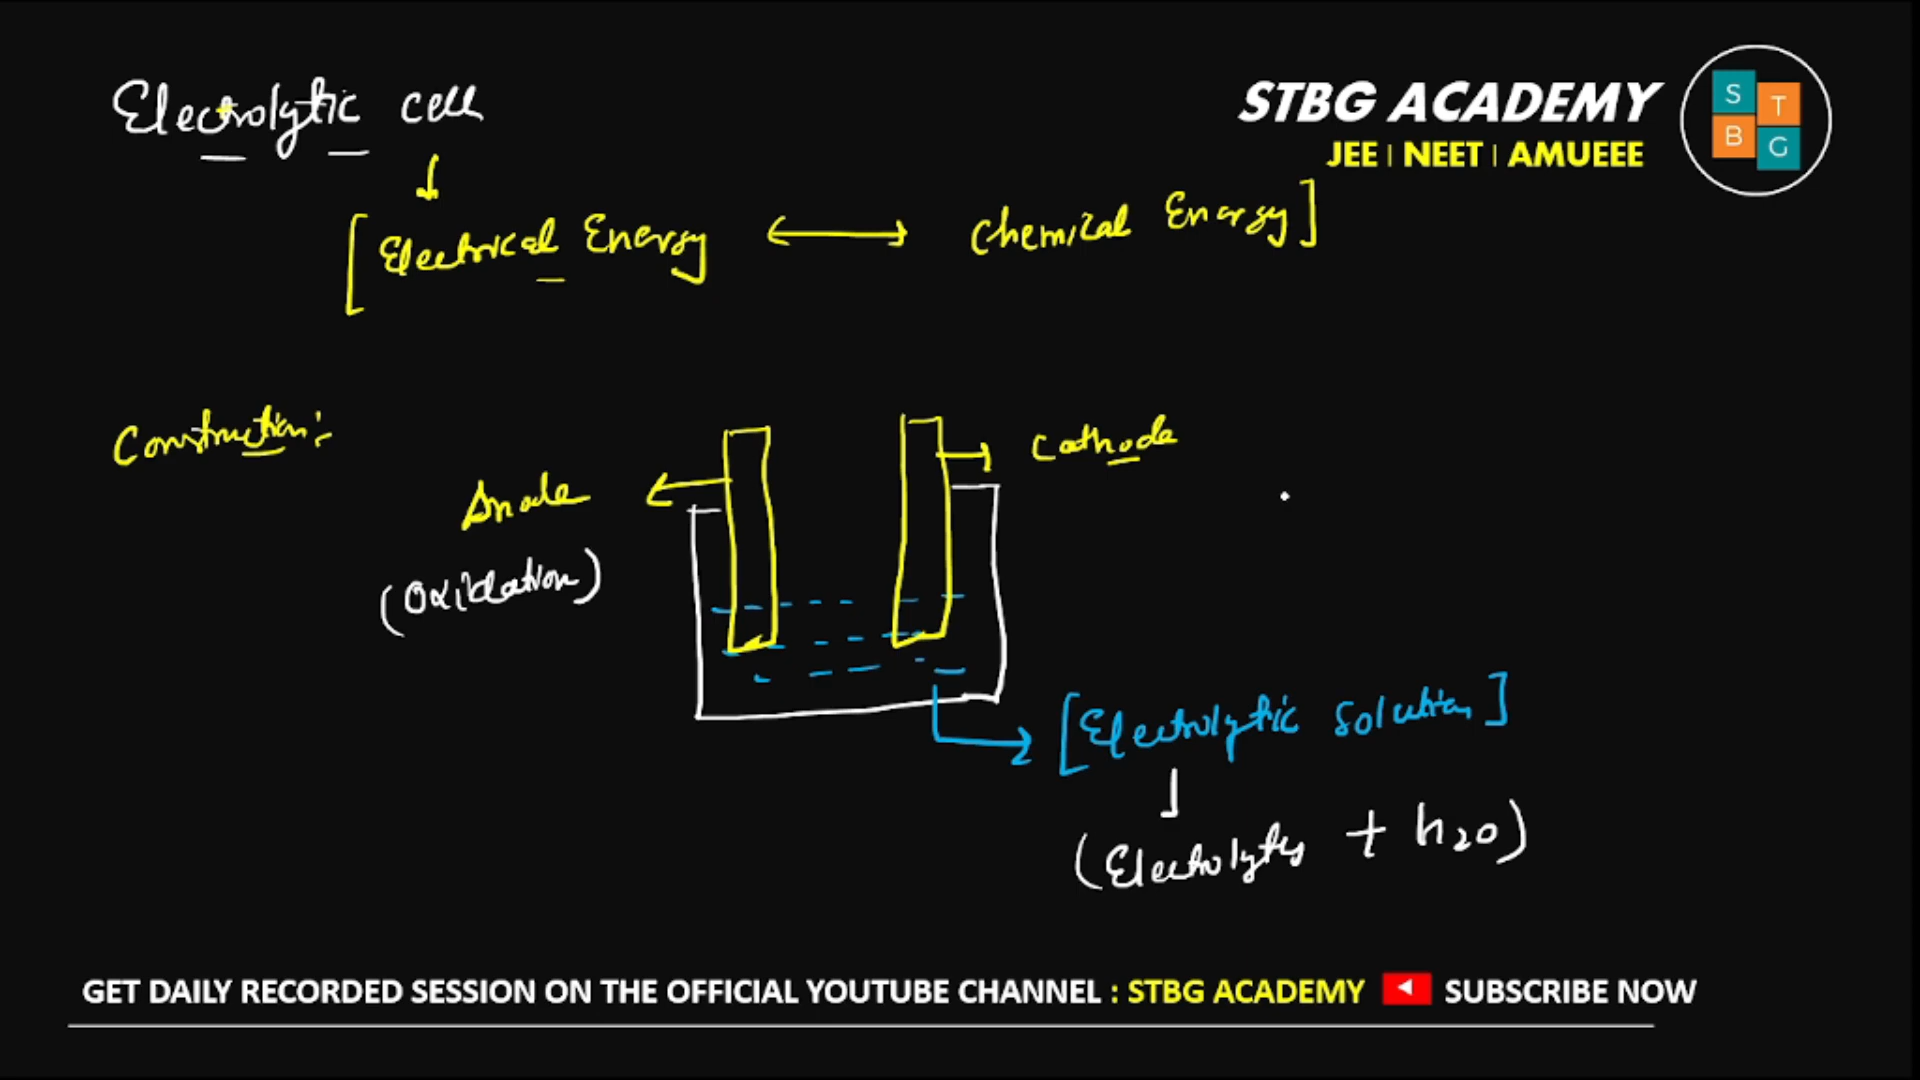 Electrolytic cell
STBG ACADEMY
JEE | NEET | AMUEEE
S T
B G
[Electrical Energy ⟷ Chemical Energy]
Construction:-
Anode
Cathode
(Oxidation)
[Electrolytic Solution]
(Electrolytes + h2o)
GET DAILY RECORDED SESSION ON THE OFFICIAL YOUTUBE CHANNEL : STBG ACADEMY SUBSCRIBE NOW